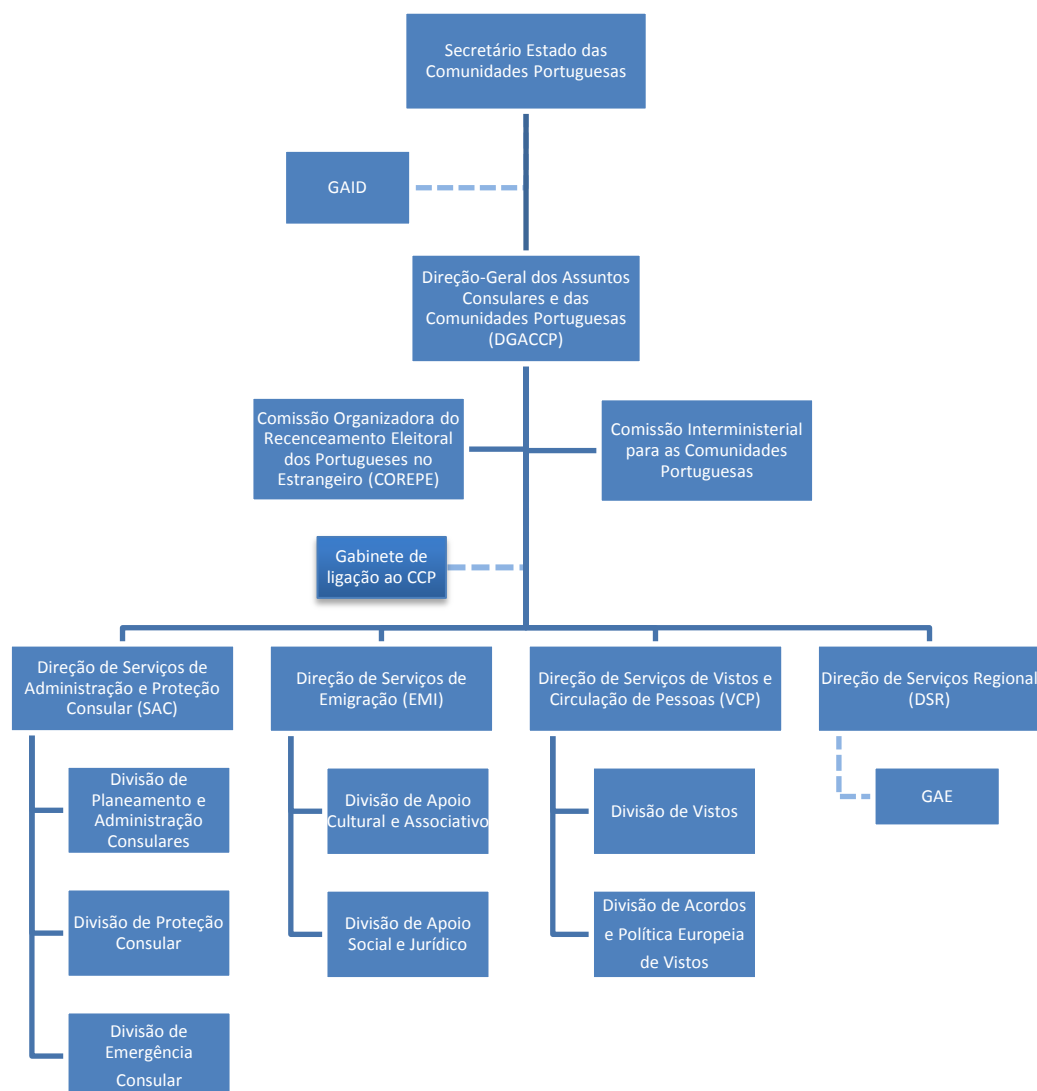 Secretário Estado das
Comunidades Portuguesas
GAID
Direção-Geral dos Assuntos
Consulares e das
Comunidades Portuguesas
(DGACCP)
Comissão Organizadora do
Recenceamento Eleitoral
dos Portugueses no
Estrangeiro (COREPE)
Comissão Interministerial
para as Comunidades
Portuguesas
Gabinete de
ligação ao CCP
Direção de Serviços de
Administração e Proteção
Consular (SAC)
Direção de Serviços de
Emigração (EMI)
Direção de Serviços de Vistos e
Circulação de Pessoas (VCP)
Direção de Serviços Regional
(DSR)
Divisão de
Planeamento e
Administração
Consulares
Divisão de Apoio
Cultural e Associativo
Divisão de Vistos
GAE
Divisão de Proteção
Consular
Divisão de Apoio
Social e Jurídico
Divisão de Acordos
e Política Europeia
de Vistos
Divisão de
Emergência
Consular